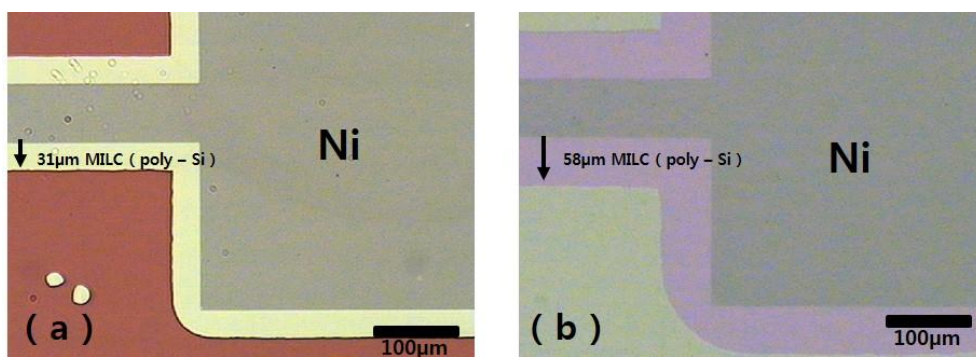 Ni
31μm MILC ( poly – Si )
( a )
100μm
Ni
58μm MILC ( poly – Si )
( b )
100μm